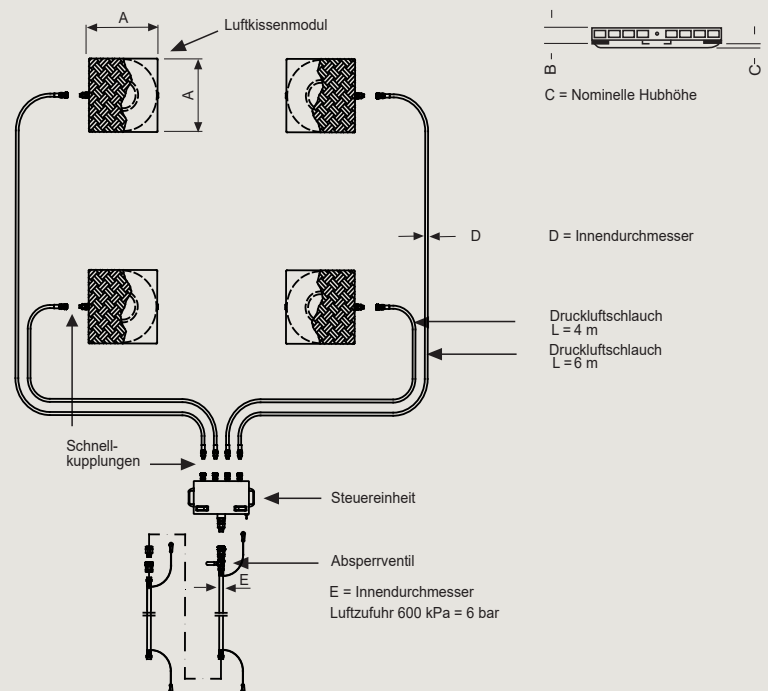 A
Luftkissenmodul
A
B
C
C = Nominelle Hubhöhe
D
D = Innendurchmesser
Druckluftschlauch
L = 4 m
Druckluftschlauch
L = 6 m
Schnell-
kupplungen
Steuereinheit
Absperrventil
E
E = Innendurchmesser
Luftzufuhr 600 kPa = 6 bar